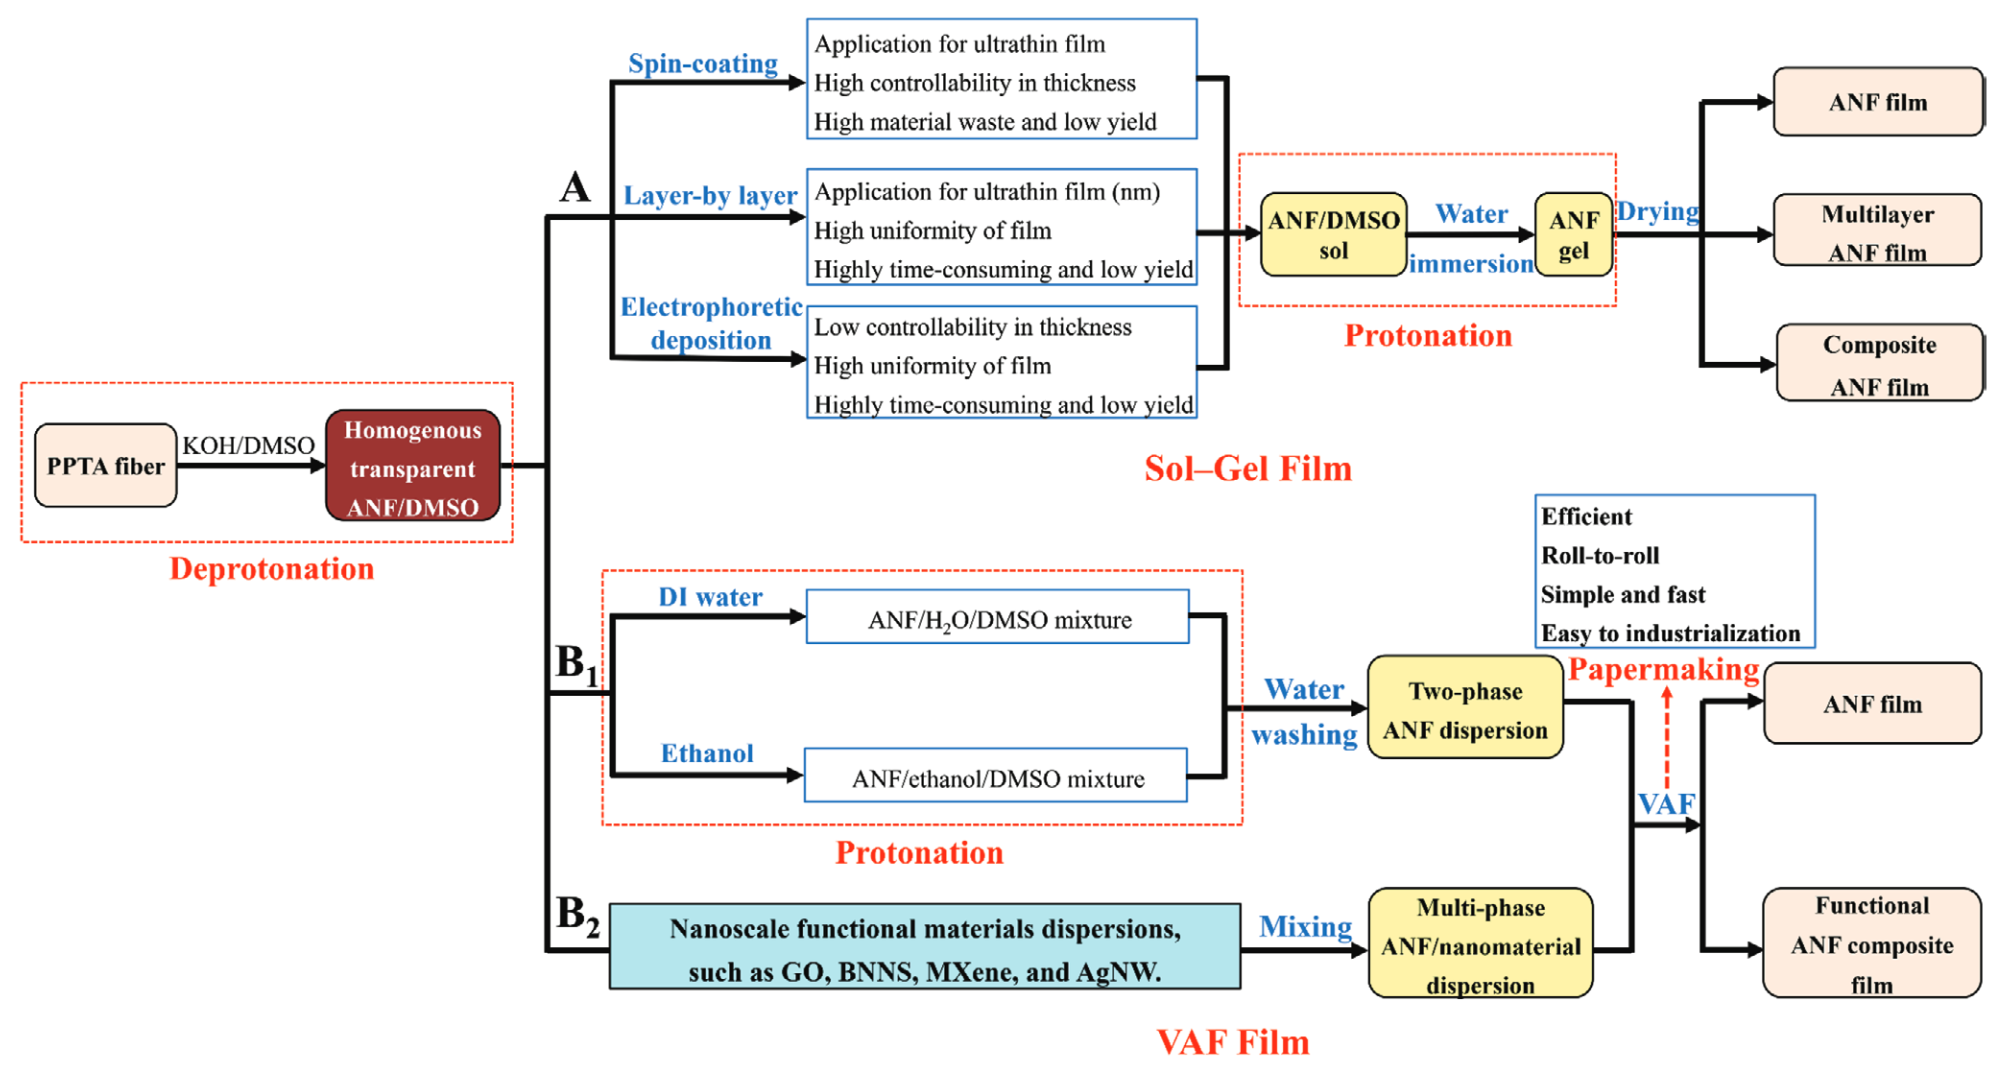 PPTA fiber
KOH/DMSO
Homogenous
transparent
ANF/DMSO
Deprotonation
A
Spin-coating
Application for ultrathin film
High controllability in thickness
High material waste and low yield
Layer-by layer
Application for ultrathin film (nm)
High uniformity of film
Highly time-consuming and low yield
Electrophoretic
deposition
Low controllability in thickness
High uniformity of film
Highly time-consuming and low yield
ANF/DMSO
sol
Water
immersion
ANF
gel
Protonation
Drying
ANF film
Multilayer
ANF film
Composite
ANF film
Sol–Gel Film
B₁
DI water
ANF/H₂O/DMSO mixture
Ethanol
ANF/ethanol/DMSO mixture
Protonation
Water
washing
Two-phase
ANF dispersion
B₂
Nanoscale functional materials dispersions,
such as GO, BNNS, MXene, and AgNW.
Mixing
Multi-phase
ANF/nanomaterial
dispersion
Efficient
Roll-to-roll
Simple and fast
Easy to industrialization
Papermaking
VAF
ANF film
Functional
ANF composite
film
VAF Film